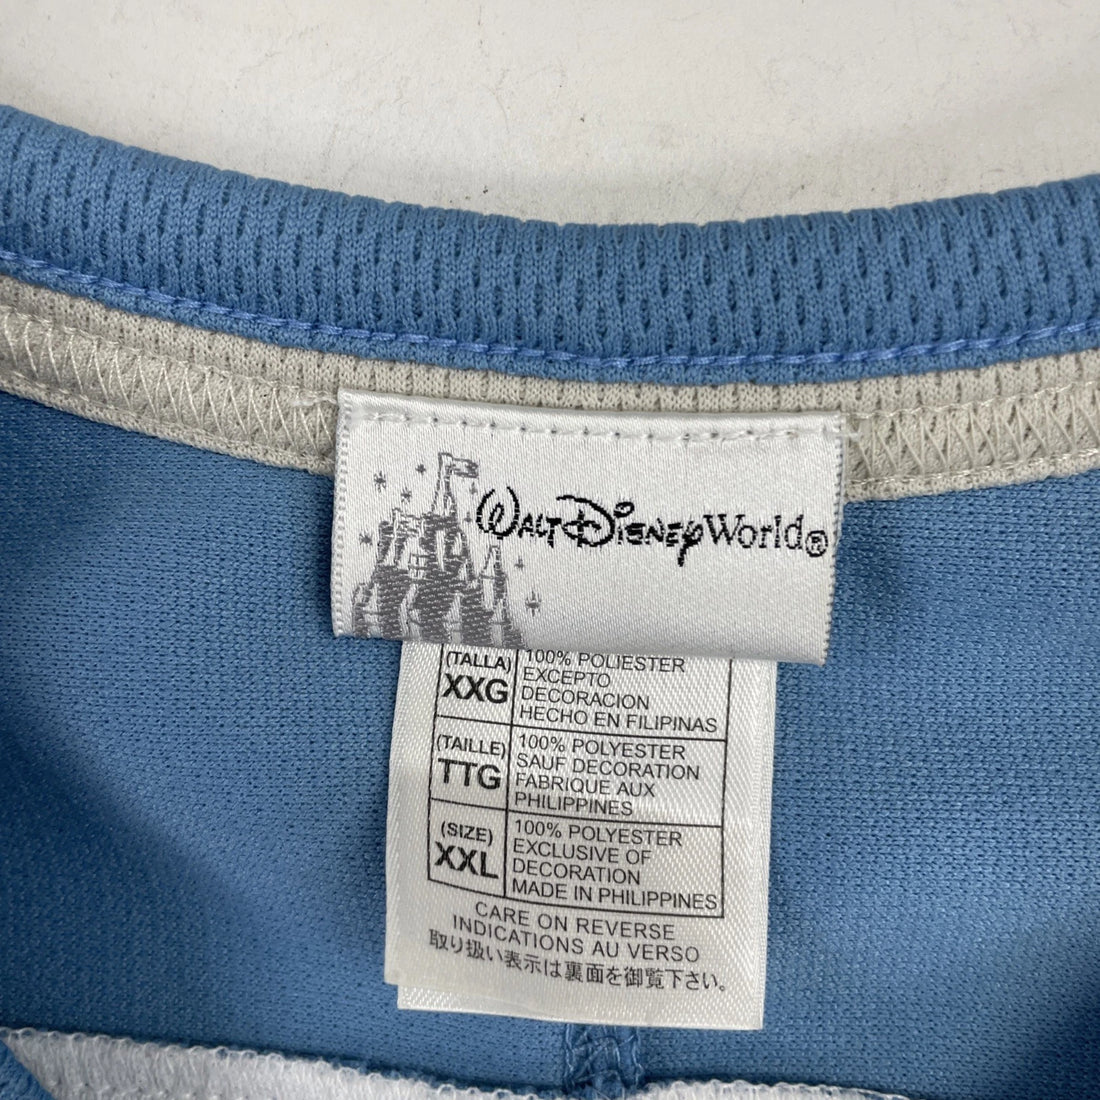 WALT DISNEY World®
(TALLA)
XXG
100% POLIESTER
EXCEPTO
DECORACION
HECHO EN FILIPINAS
(TAILLE)
TTG
100% POLYESTER
SAUF DECORATION
FABRIQUE AUX
PHILIPPINES
(SIZE)
XXL
100% POLYESTER
EXCLUSIVE OF
DECORATION
MADE IN PHILIPPINES
CARE ON REVERSE
INDICATIONS AU VERSO
取り扱い表示は裏面を御覧下さい。